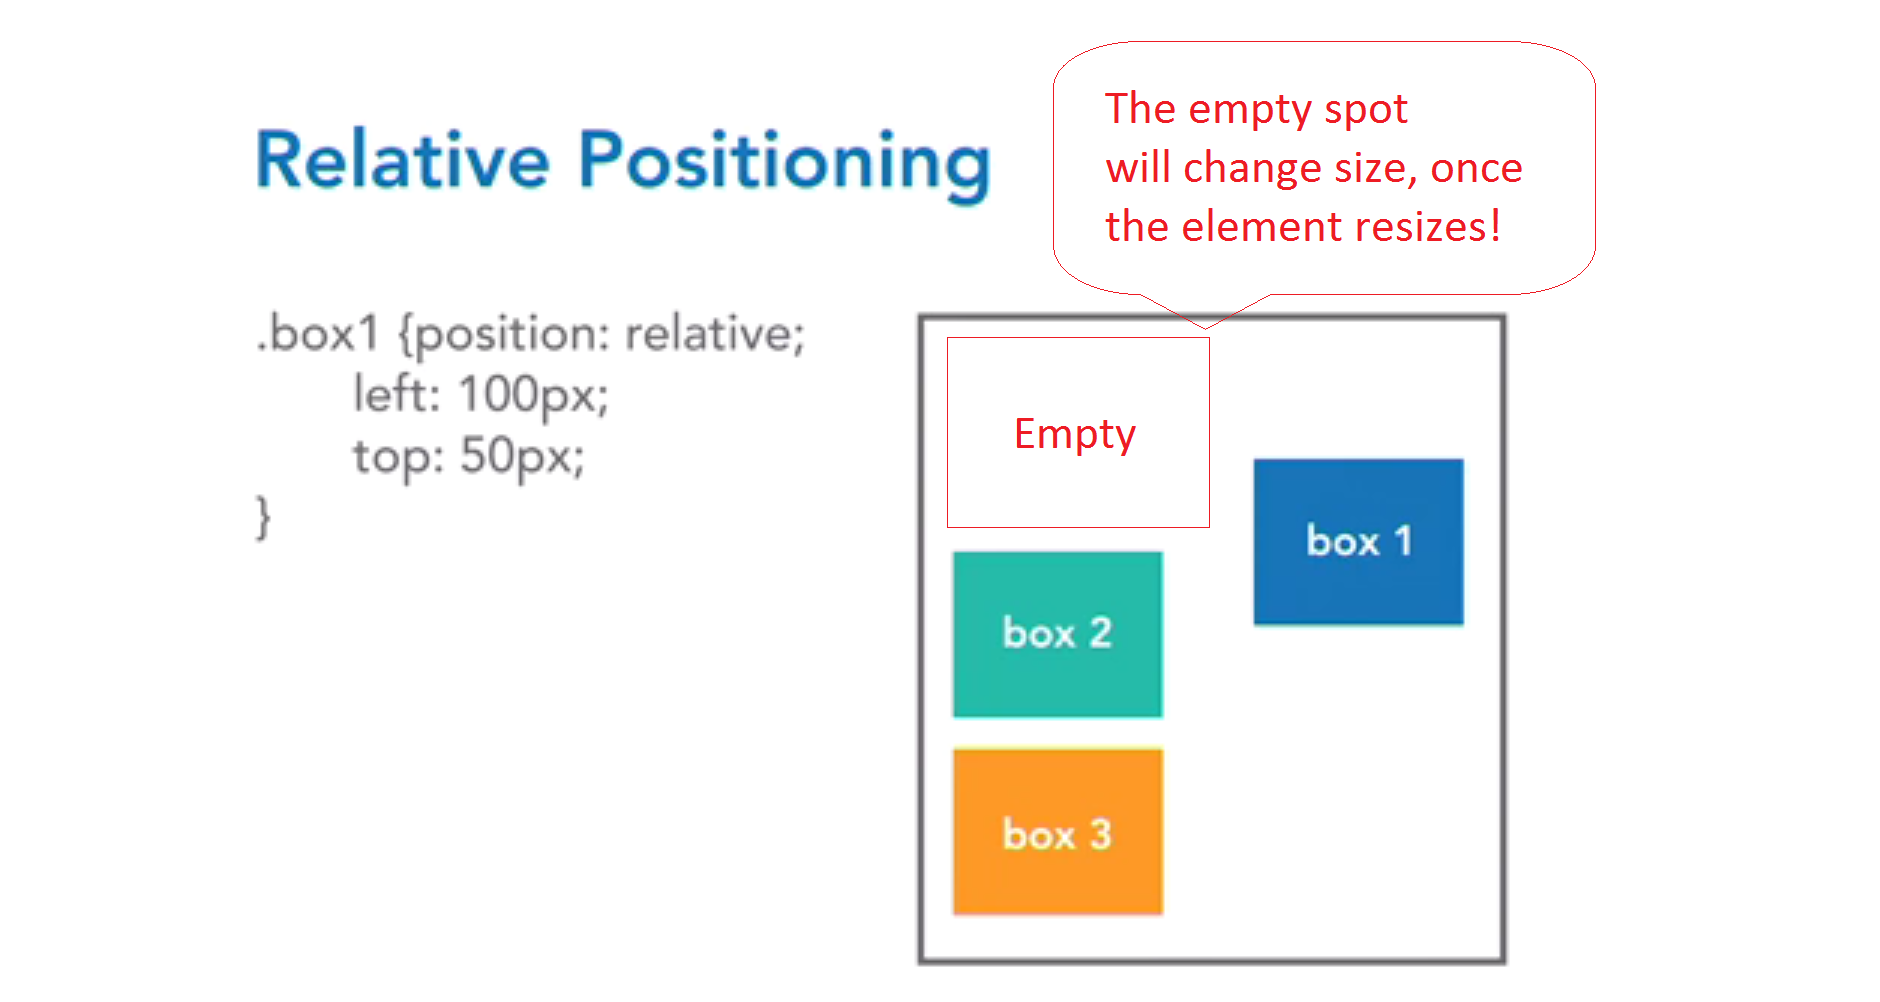 Relative Positioning
The empty spot
will change size, once
the element resizes!
.box1 {position: relative;
left: 100px;
top: 50px;
}
Empty
box 1
box 2
box 3